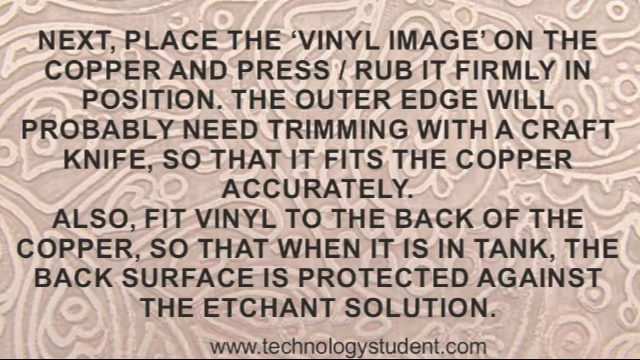 NEXT, PLACE THE ‘VINYL IMAGE’ ON THE
COPPER AND PRESS / RUB IT FIRMLY IN
POSITION. THE OUTER EDGE WILL
PROBABLY NEED TRIMMING WITH A CRAFT
KNIFE, SO THAT IT FITS THE COPPER
ACCURATELY.
ALSO, FIT VINYL TO THE BACK OF THE
COPPER, SO THAT WHEN IT IS IN TANK, THE
BACK SURFACE IS PROTECTED AGAINST
THE ETCHANT SOLUTION.
www.technologystudent.com